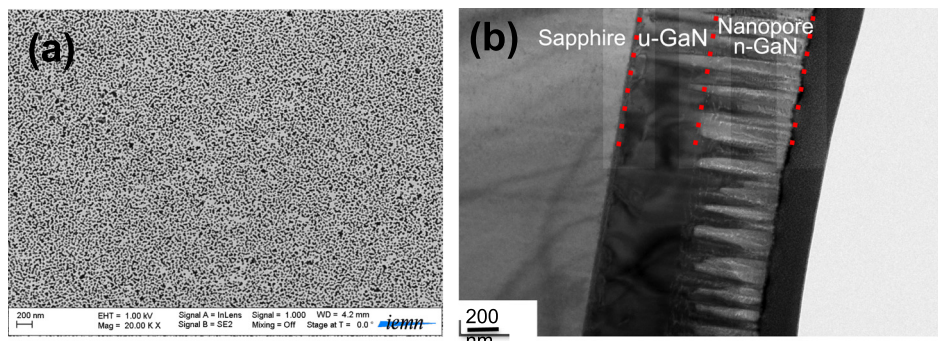 (a)
200 nm
EHT = 1.00 kV
Mag = 20.00 K X
Signal A = InLens
Signal B = SE2
Signal = 1.000
Mixing = Off
WD = 4.2 mm
Stage at T = 0.0 °
iemn
(b)
Sapphire
u-GaN
Nanopore
n-GaN
200
nm